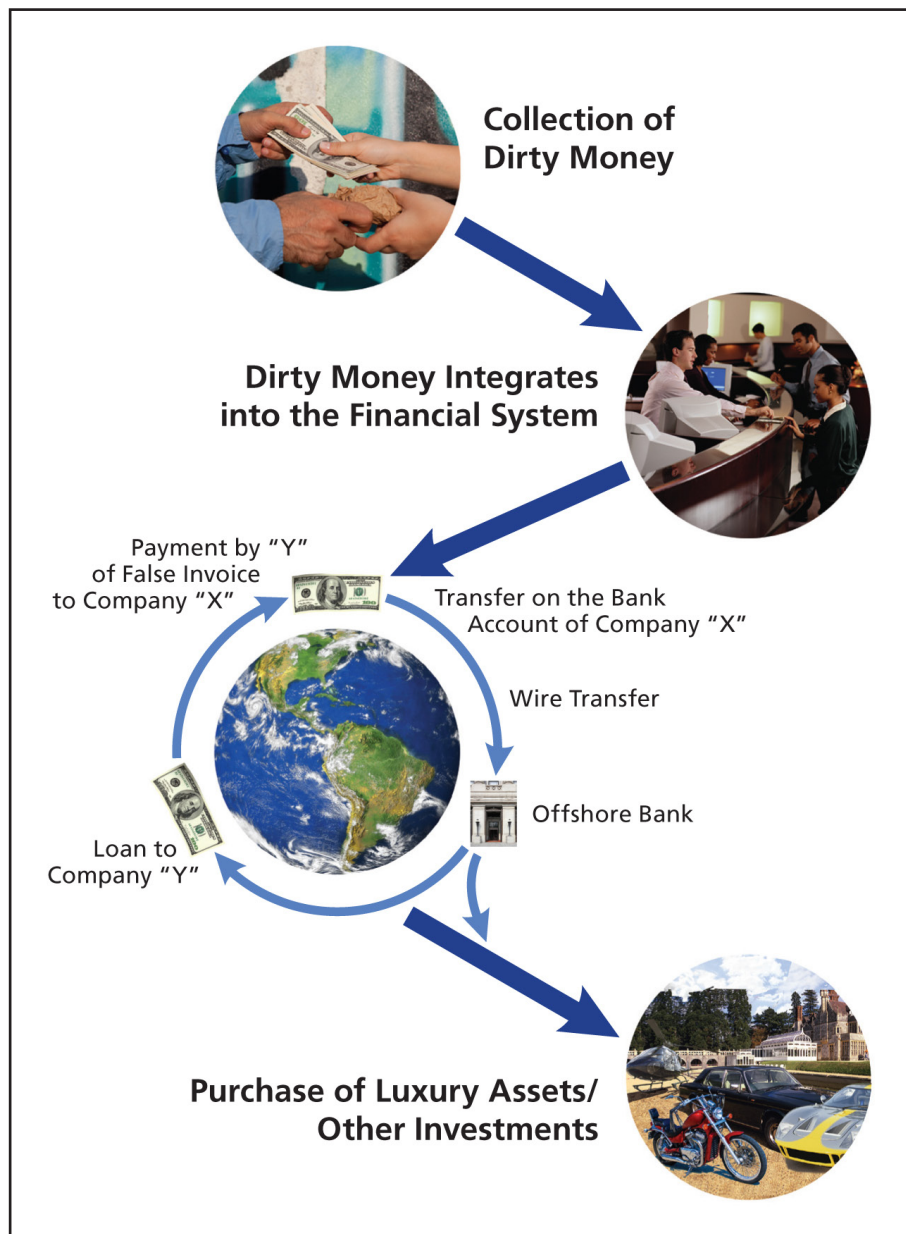 Collection of
Dirty Money
Dirty Money Integrates
into the Financial System
Payment by “Y”
of False Invoice
to Company “X”
Transfer on the Bank
Account of Company “X”
Wire Transfer
Offshore Bank
Loan to
Company “Y”
Purchase of Luxury Assets/
Other Investments